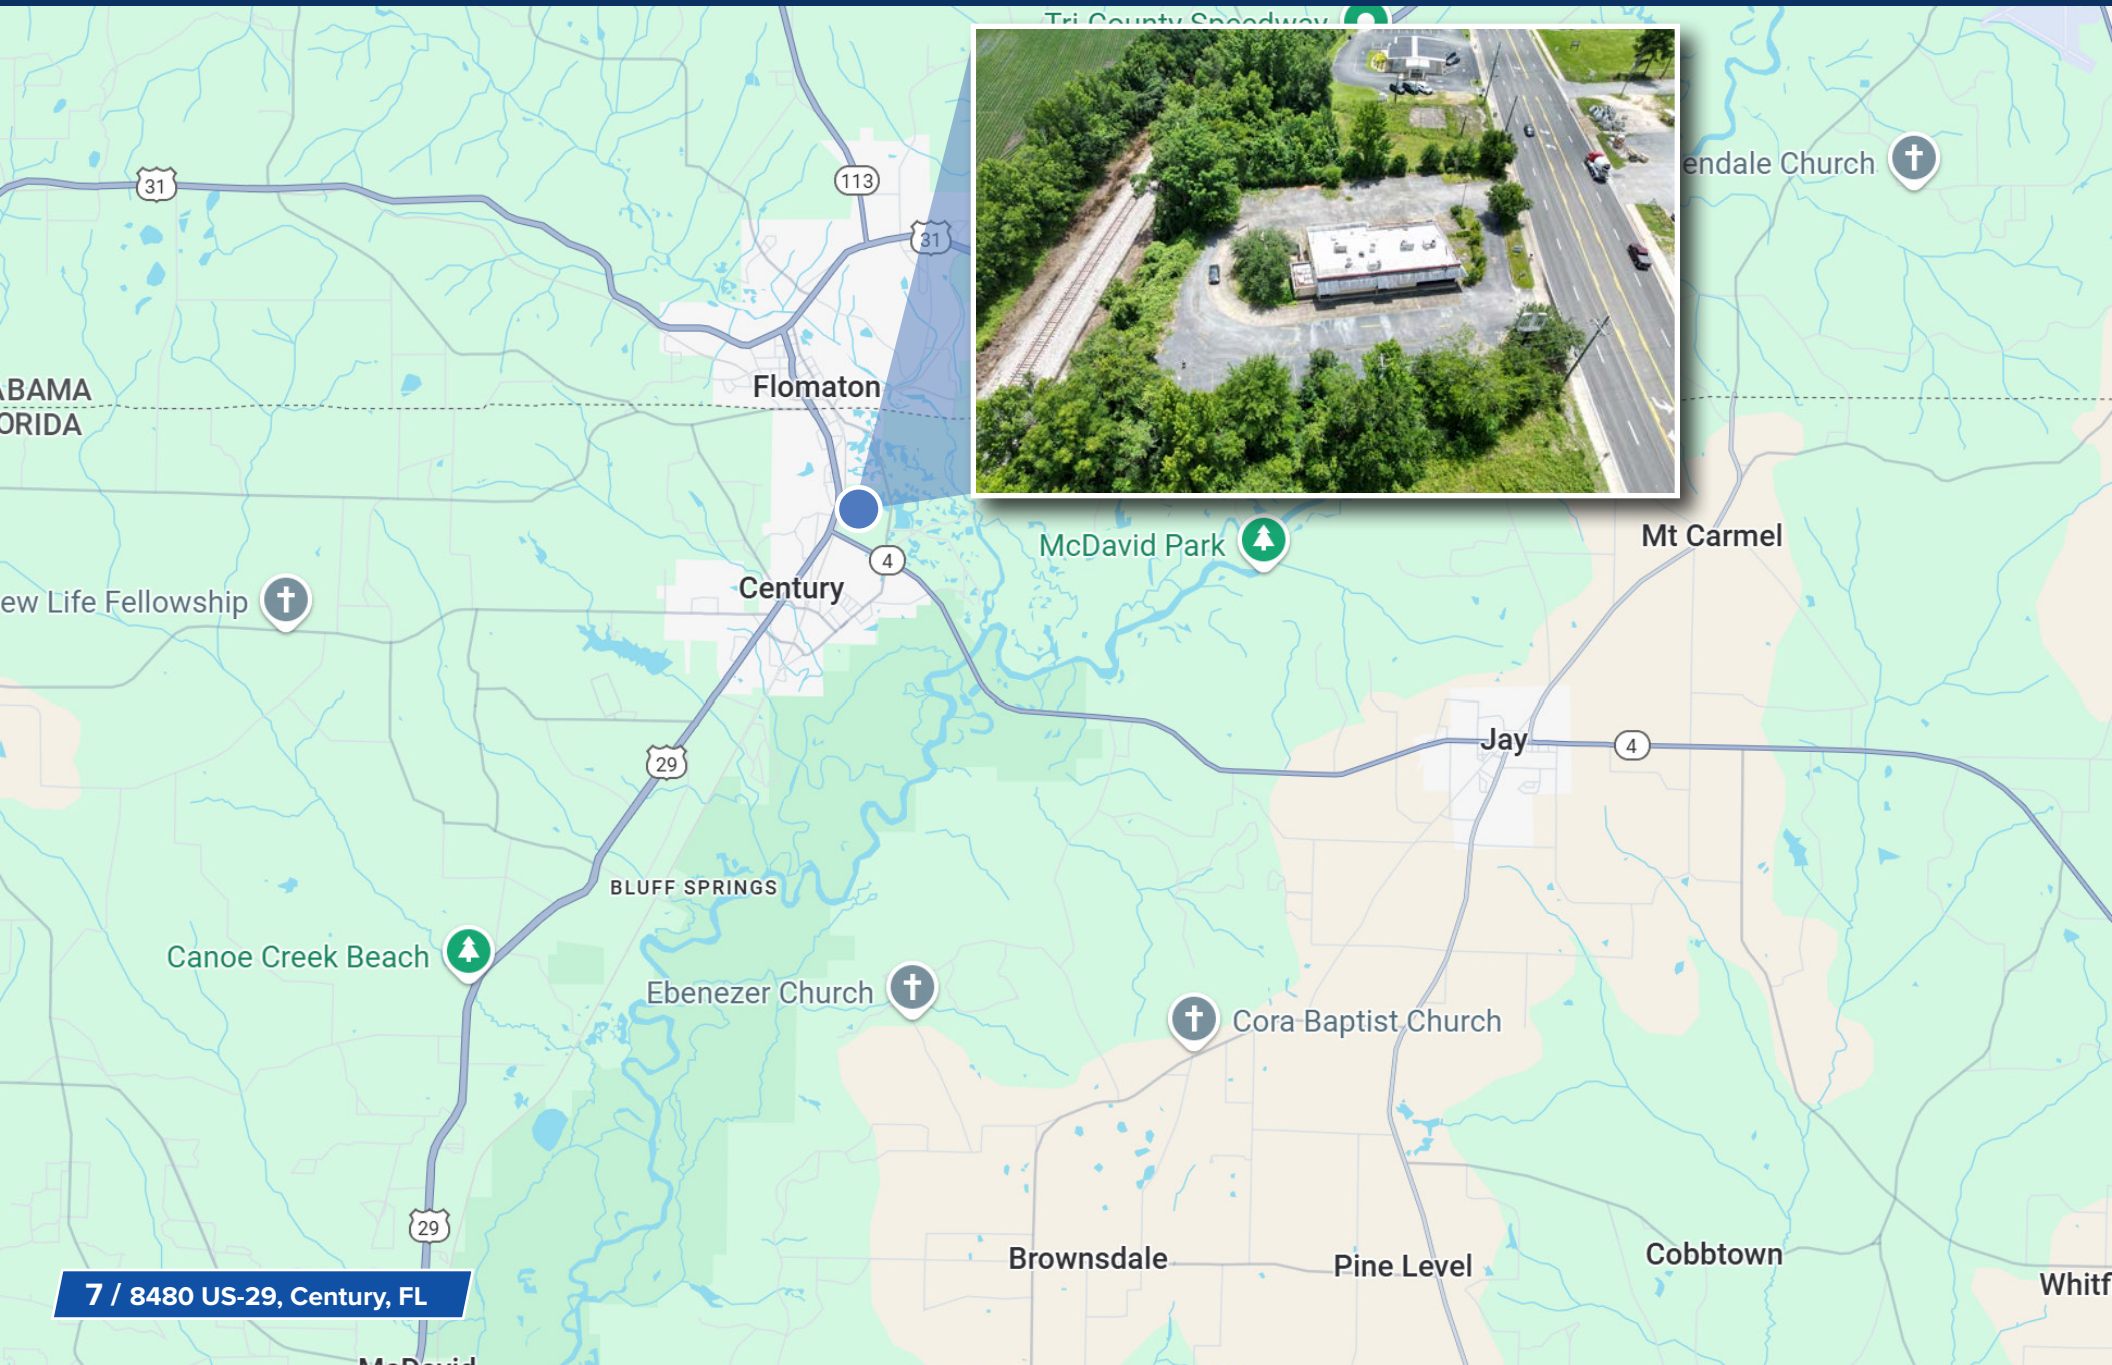 Tri County Speedway
endale Church
31
113
31
Flomaton
ABAMA
ORIDA
McDavid Park
Mt Carmel
4
Century
ew Life Fellowship
Jay
4
29
BLUFF SPRINGS
Canoe Creek Beach
Ebenezer Church
Cora Baptist Church
29
Brownsdale
Pine Level
Cobbtown
Whitf
7 / 8480 US-29, Century, FL
McDavid